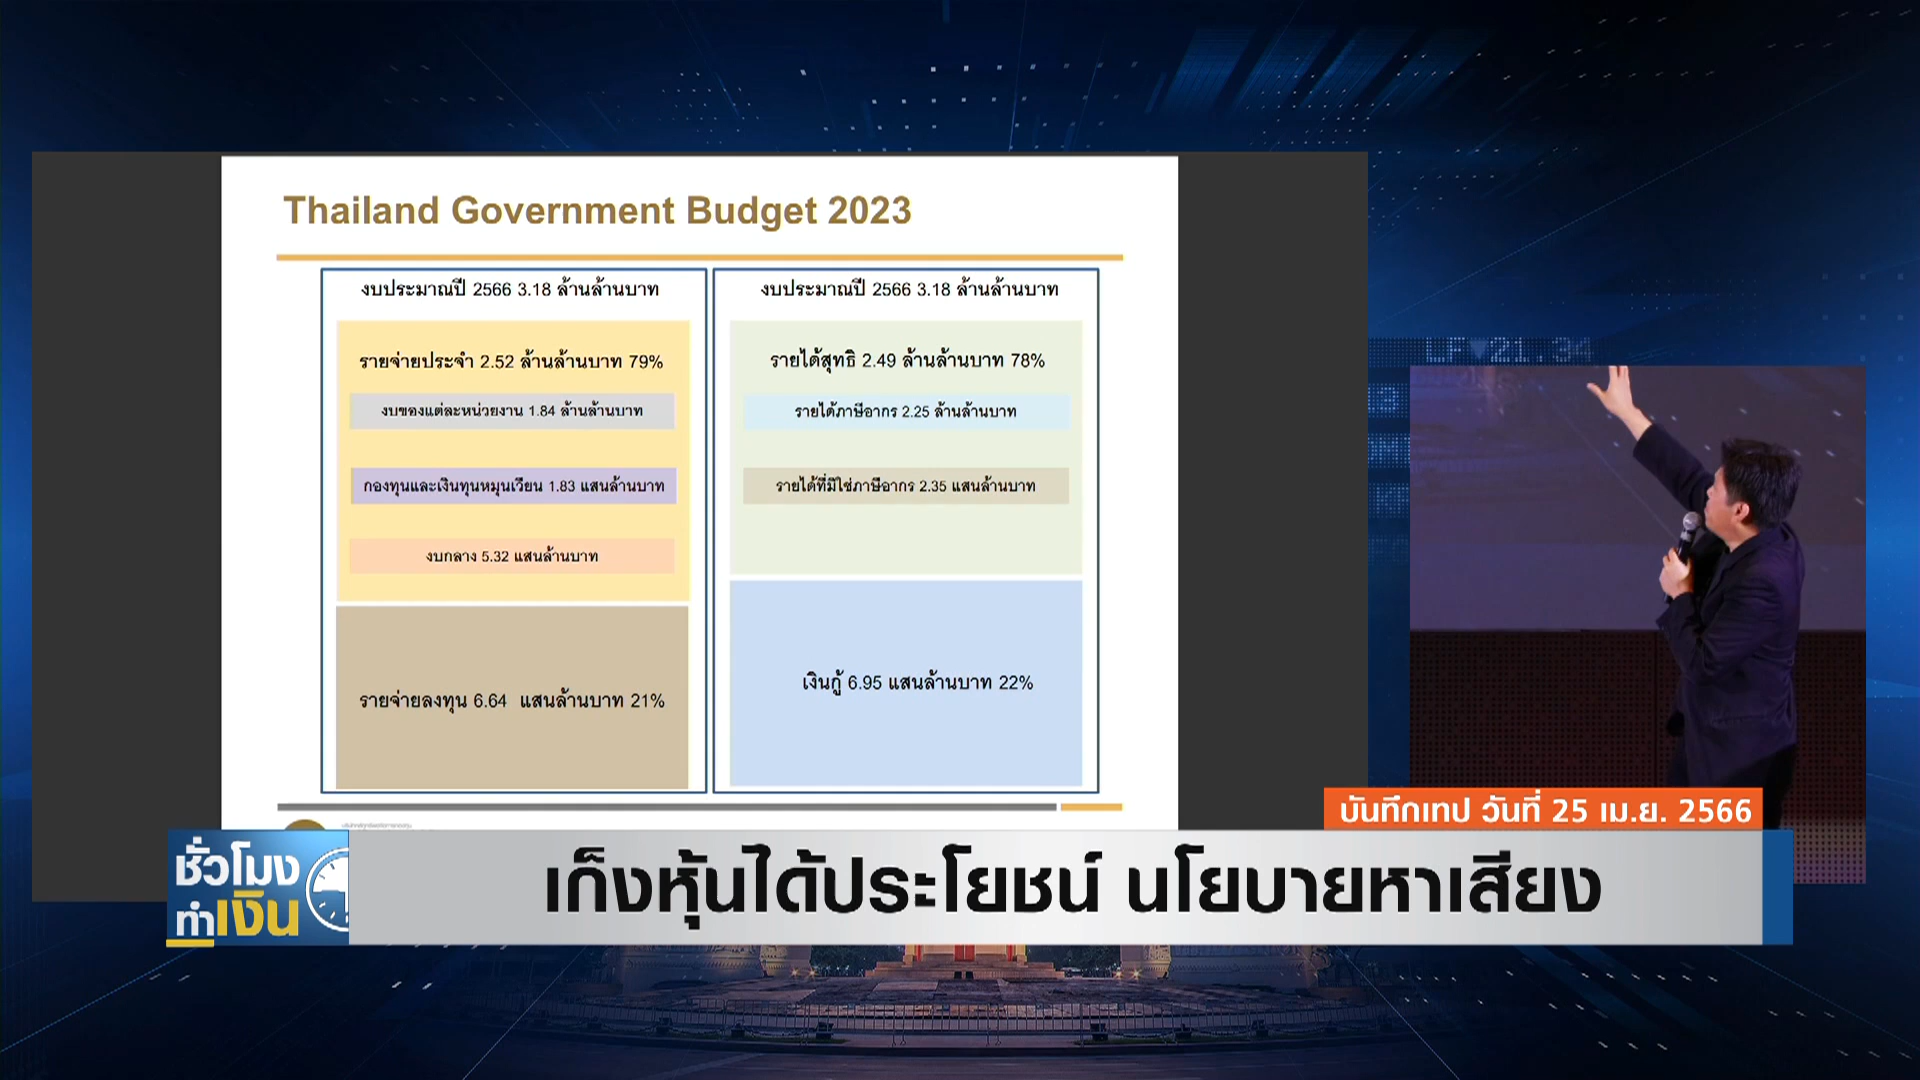 Thailand Government Budget 2023
งบประมาณปี 2566 3.18 ล้านล้านบาท
รายจ่ายประจำ 2.52 ล้านล้านบาท 79%
งบของแต่ละหน่วยงาน 1.84 ล้านล้านบาท
กองทุนและเงินทุนหมุนเวียน 1.83 แสนล้านบาท
งบกลาง 5.32 แสนล้านบาท
รายจ่ายลงทุน 6.64 แสนล้านบาท 21%
งบประมาณปี 2566 3.18 ล้านล้านบาท
รายได้สุทธิ 2.49 ล้านล้านบาท 78%
รายได้ภาษีอากร 2.25 ล้านล้านบาท
รายได้ที่มิใช่ภาษีอากร 2.35 แสนล้านบาท
เงินกู้ 6.95 แสนล้านบาท 22%
21.34
บันทึกเทป วันที่ 25 เม.ย. 2566
ชั่วโมง
ทำเงิน
เก็งหุ้นได้ประโยชน์ นโยบายหาเสียง